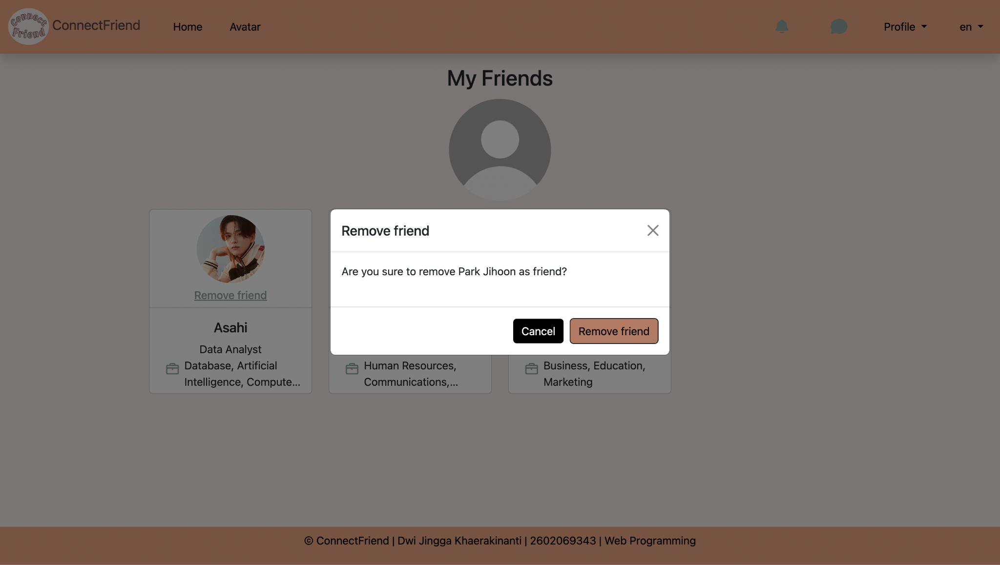 Connect
Friend
ConnectFriend
Home
Avatar
Profile
en
My Friends
Remove friend
Asahi
Data Analyst
Database, Artificial
Intelligence, Compute...
Remove friend
Are you sure to remove Park Jihoon as friend?
Cancel
Remove friend
Human Resources,
Communications,...
Business, Education,
Marketing
© ConnectFriend | Dwi Jingga Khaerakinanti | 2602069343 | Web Programming